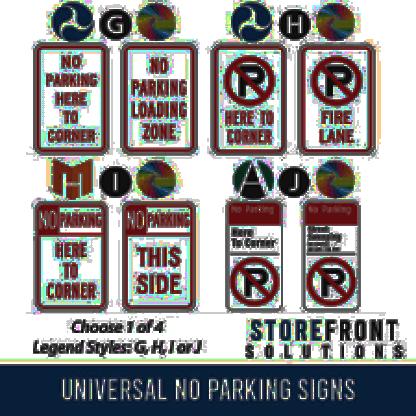 G
H
NO
PARKING
HERE
TO
CORNER
NO
PARKING
LOADING
ZONE
P
HERE TO
CORNER
P
FIRE
LANE
M I
A J
NO PARKING
HERE
TO
CORNER
NO PARKING
THIS
SIDE
No Parking
Here
To Corner
P
No Parking
Street
P
Choose 1 of 4
Legend Styles: G, H, I or J
STOREFRONT
SOLUTIONS
UNIVERSAL NO PARKING SIGNS